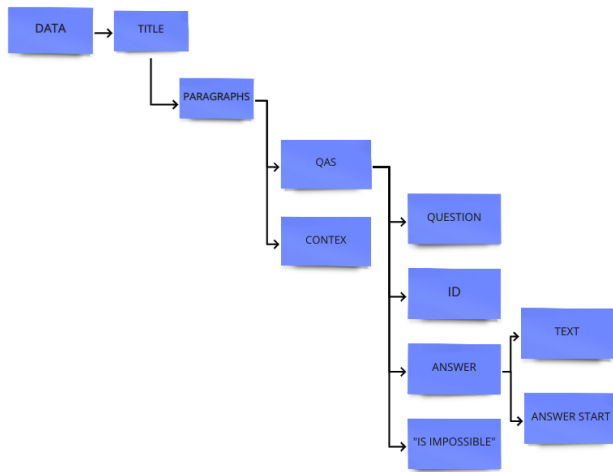 DATA
TITLE
PARAGRAPHS
QAS
CONTEX
QUESTION
ID
ANSWER
TEXT
ANSWER START
"IS IMPOSSIBLE"